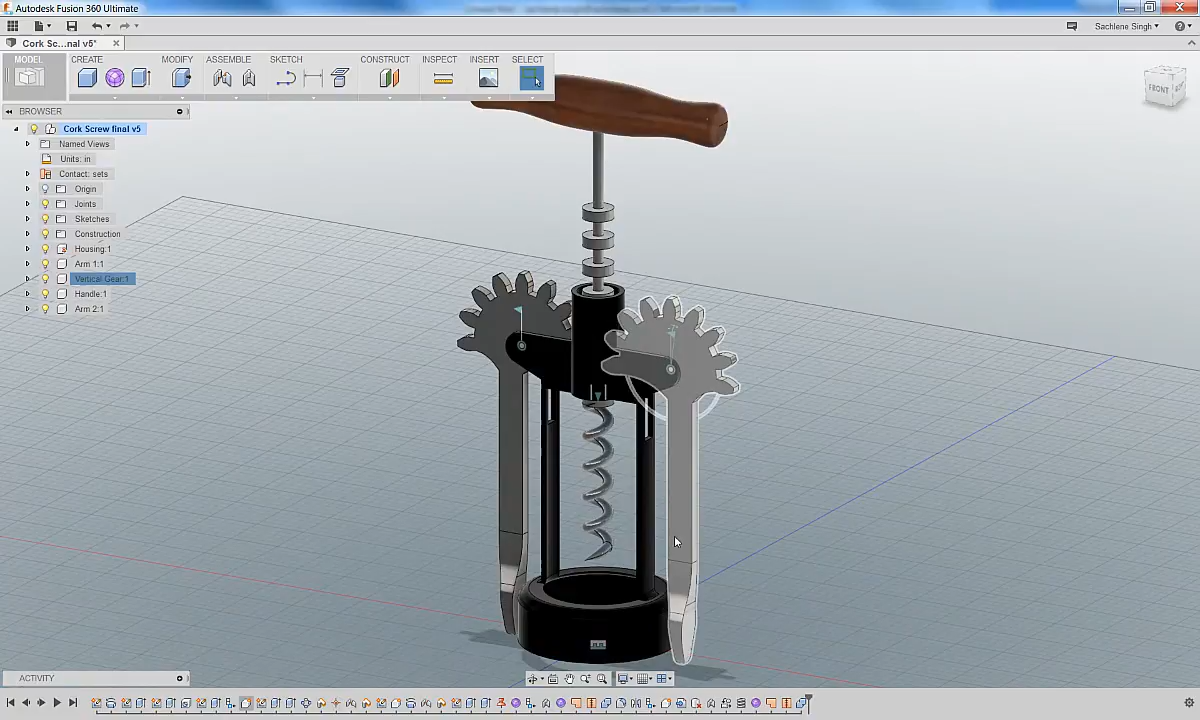 Autodesk Fusion 360 Ultimate
Sachlene Singh
Cork Sc...nal v5*
MODEL
CREATE
MODIFY
ASSEMBLE
SKETCH
CONSTRUCT
INSPECT
INSERT
SELECT
BROWSER
Cork Screw final v5
Named Views
Units: in
Contact: sets
Origin
Joints
Sketches
Construction
Housing:1
Arm 1:1
Vertical Gear:1
Handle:1
Arm 2:1
FRONT
ACTIVITY